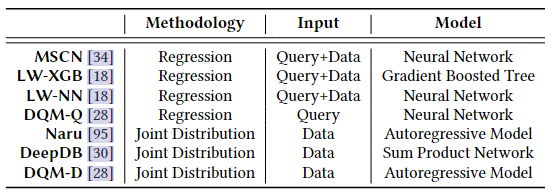 Methodology Input Model
MSCN [34] Regression Query+Data Neural Network
LW-XGB [18] Regression Query+Data Gradient Boosted Tree
LW-NN [18] Regression Query+Data Neural Network
DQM-Q [28] Regression Query Neural Network
Naru [95] Joint Distribution Data Autoregressive Model
DeepDB [30] Joint Distribution Data Sum Product Network
DQM-D [28] Joint Distribution Data Autoregressive Model